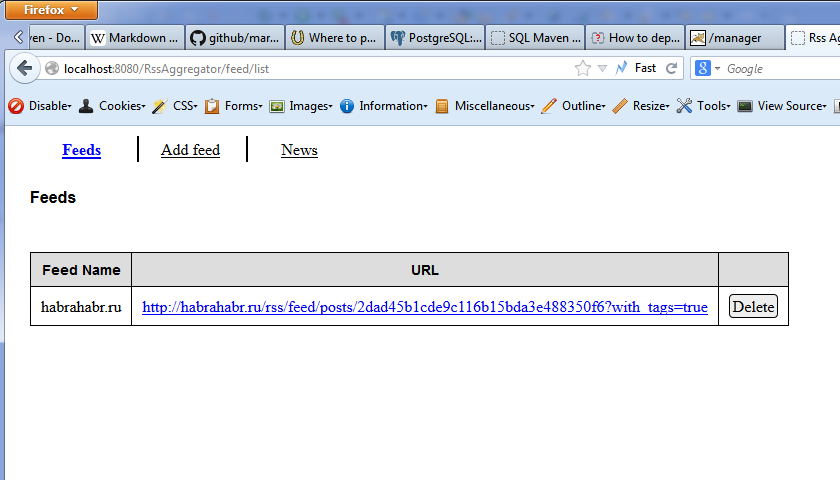 Firefox
ven - Do... Markdown ... github/mar... Where to p... PostgreSQL:... SQL Maven ... How to dep... /manager Rss Ag
localhost:8080/RssAggregator/feed/list Fast Google
Disable Cookies CSS Forms Images Information Miscellaneous Outline Resize Tools View Source
Feeds Add feed News
Feeds
Feed Name URL
habrahabr.ru http://habrahabr.ru/rss/feed/posts/2dad45b1cde9c116b15bda3e488350f6?with_tags=true Delete